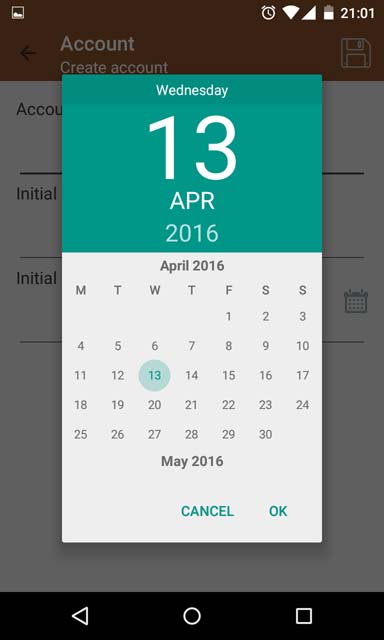 21:01
Account
Create account
Accou
Initial
Initial
Wednesday
13
APR
2016
April 2016
M T W T F S S
1 2 3
4 5 6 7 8 9 10
11 12 13 14 15 16 17
18 19 20 21 22 23 24
25 26 27 28 29 30
May 2016
CANCEL OK